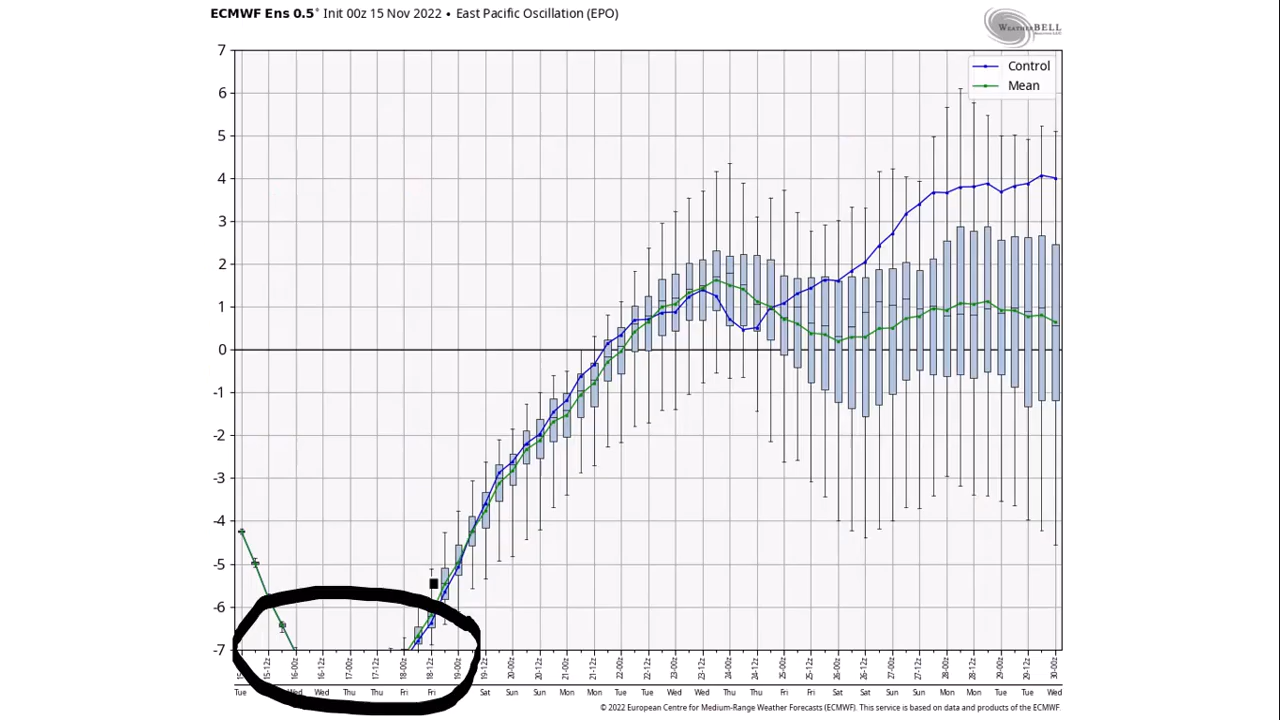 ECMWF Ens 0.5° Init 00z 15 Nov 2022 • East Pacific Oscillation (EPO)
WEATHERBELL
Control
Mean
7
6
5
4
3
2
1
0
-1
-2
-3
-4
-5
-6
-7
15-12z 16-00z 16-12z 17-00z 17-12z 18-00z 18-12z 19-00z 19-12z 20-00z 20-12z 21-00z 21-12z 22-00z 22-12z 23-00z 23-12z 24-00z 24-12z 25-00z 25-12z 26-00z 26-12z 27-00z 27-12z 28-00z 28-12z 29-00z 29-12z 30-00z
Tue Wed Wed Thu Thu Fri Fri Sat Sun Sun Mon Mon Tue Tue Wed Wed Thu Thu Fri Fri Sat Sat Sun Sun Mon Mon Tue Tue Wed
© 2022 European Centre for Medium-Range Weather Forecasts (ECMWF). This service is based on data and products of the ECMWF.